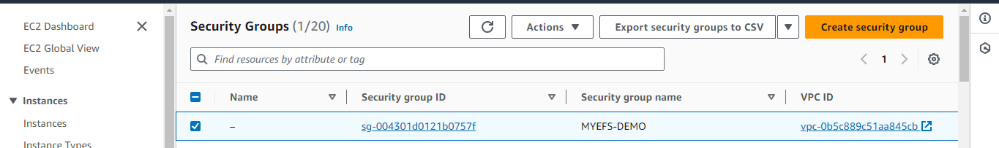 EC2 Dashboard
EC2 Global View
Events
Instances
Instances
Instance Types
Security Groups (1/20) Info
Actions
Export security groups to CSV
Create security group
Find resources by attribute or tag
1
Name
Security group ID
Security group name
VPC ID
–
sg-004301d0121b0757f
MYEFS-DEMO
vpc-0b5c889c51aa845cb